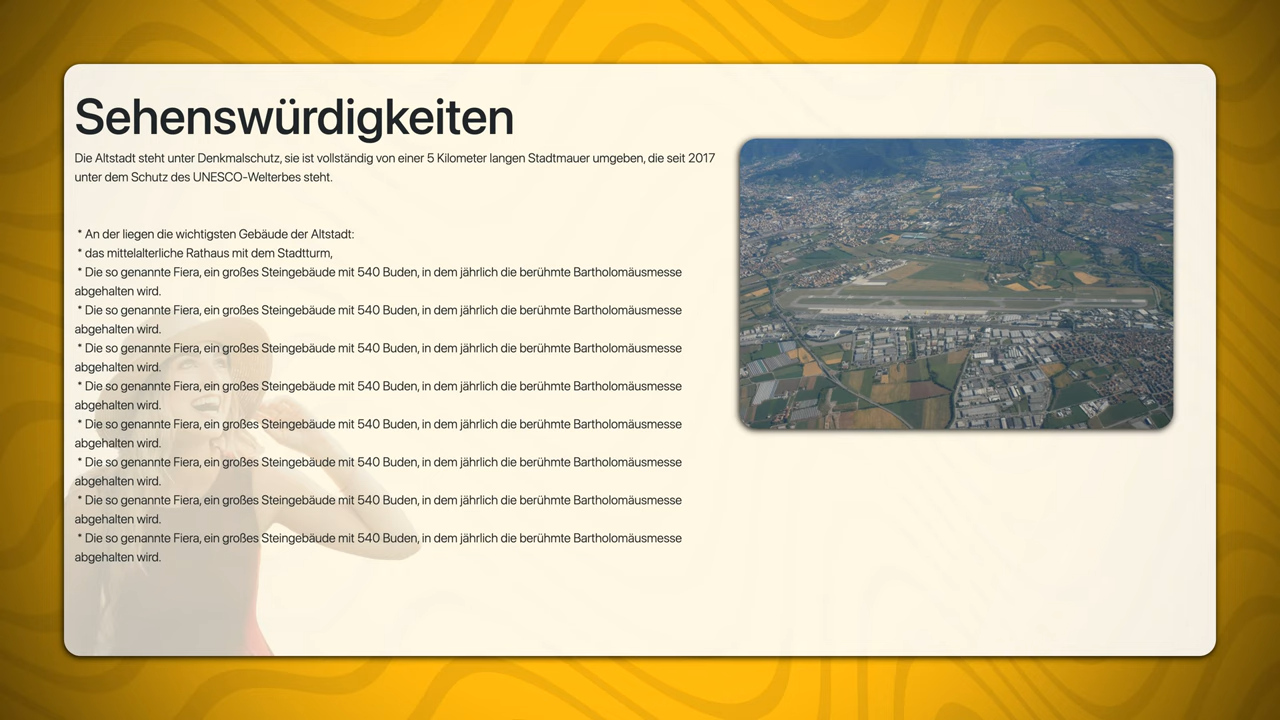 Sehenswürdigkeiten
Die Altstadt steht unter Denkmalschutz, sie ist vollständig von einer 5 Kilometer langen Stadtmauer umgeben, die seit 2017
unter dem Schutz des UNESCO-Welterbes steht.
* An der liegen die wichtigsten Gebäude der Altstadt:
* das mittelalterliche Rathaus mit dem Stadtturm,
* Die so genannte Fiera, ein großes Steingebäude mit 540 Buden, in dem jährlich die berühmte Bartholomäusmesse
abgehalten wird.
* Die so genannte Fiera, ein großes Steingebäude mit 540 Buden, in dem jährlich die berühmte Bartholomäusmesse
abgehalten wird.
* Die so genannte Fiera, ein großes Steingebäude mit 540 Buden, in dem jährlich die berühmte Bartholomäusmesse
abgehalten wird.
* Die so genannte Fiera, ein großes Steingebäude mit 540 Buden, in dem jährlich die berühmte Bartholomäusmesse
abgehalten wird.
* Die so genannte Fiera, ein großes Steingebäude mit 540 Buden, in dem jährlich die berühmte Bartholomäusmesse
abgehalten wird.
* Die so genannte Fiera, ein großes Steingebäude mit 540 Buden, in dem jährlich die berühmte Bartholomäusmesse
abgehalten wird.
* Die so genannte Fiera, ein großes Steingebäude mit 540 Buden, in dem jährlich die berühmte Bartholomäusmesse
abgehalten wird.
* Die so genannte Fiera, ein großes Steingebäude mit 540 Buden, in dem jährlich die berühmte Bartholomäusmesse
abgehalten wird.